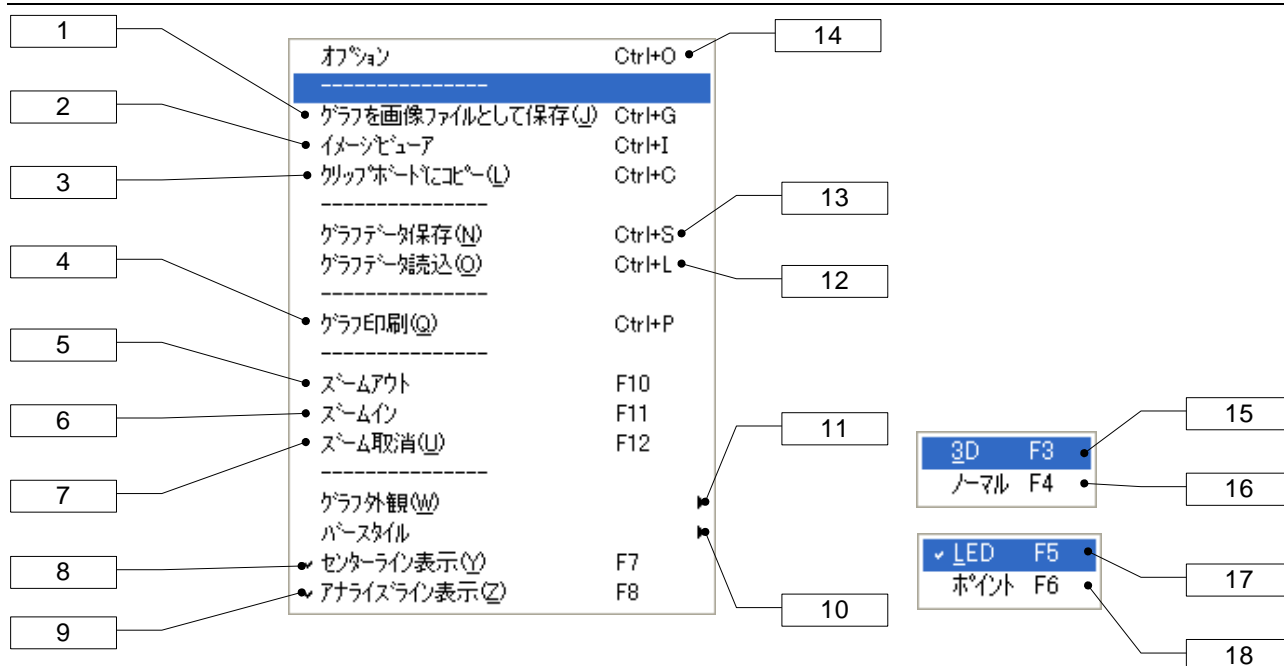 1
14
オプション Ctrl+O
----------------
2
グラフを画像ファイルとして保存(J) Ctrl+G
イメージビューア Ctrl+I
3
クリップボードにコピー(L) Ctrl+C
13
----------------
グラフデータ保存(N) Ctrl+S
4
グラフデータ読込(O) Ctrl+L
12
----------------
グラフ印刷(Q) Ctrl+P
5
----------------
ズームアウト F10
6
ズームイン F11
11
15
ズーム取消(U) F12
3D F3
----------------
7
ノーマル F4
16
グラフ外観(W)
バースタイル
8
センターライン表示(Y) F7
LED F5
17
アナライズライン表示(Z) F8
ポイント F6
10
9
18